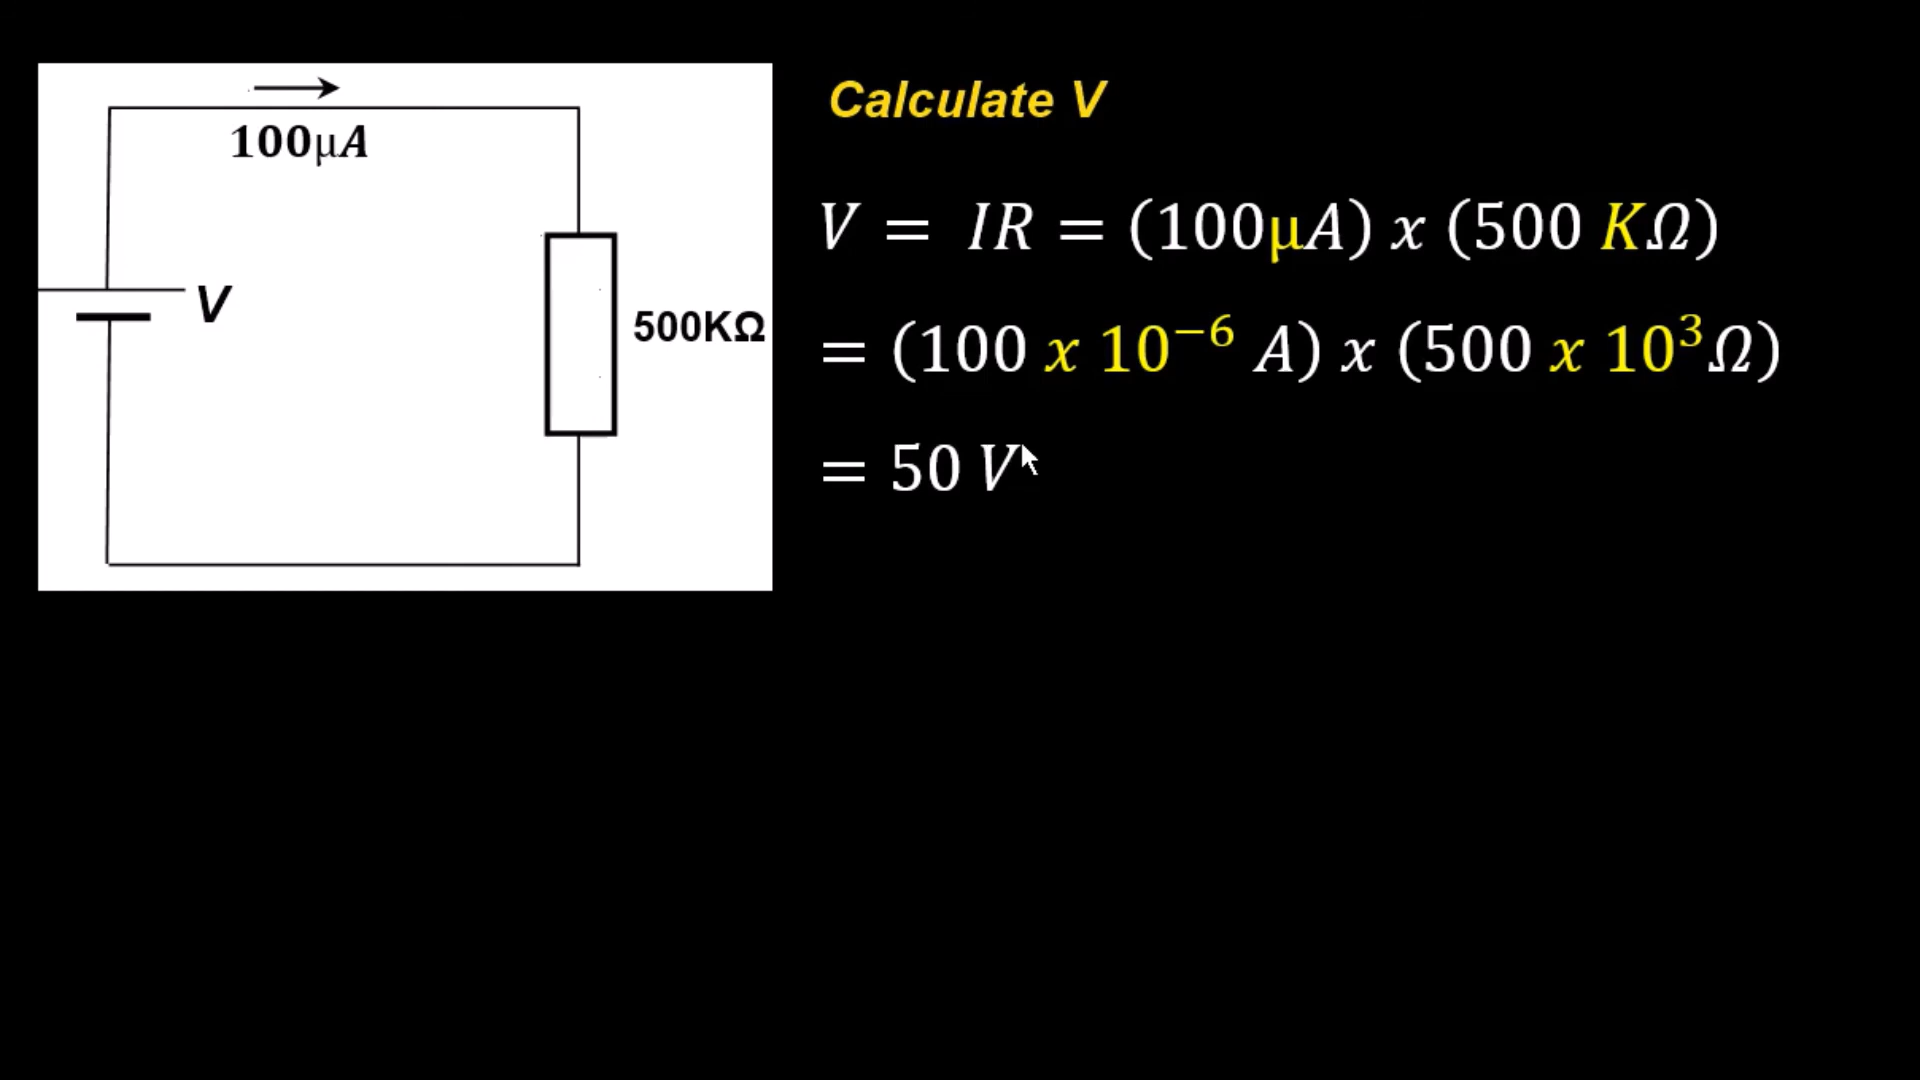 100μA
V
500KΩ
Calculate V
V = IR = (100μA) x (500 KΩ)
= (100 x 10⁻⁶ A) x (500 x 10³Ω)
= 50 V